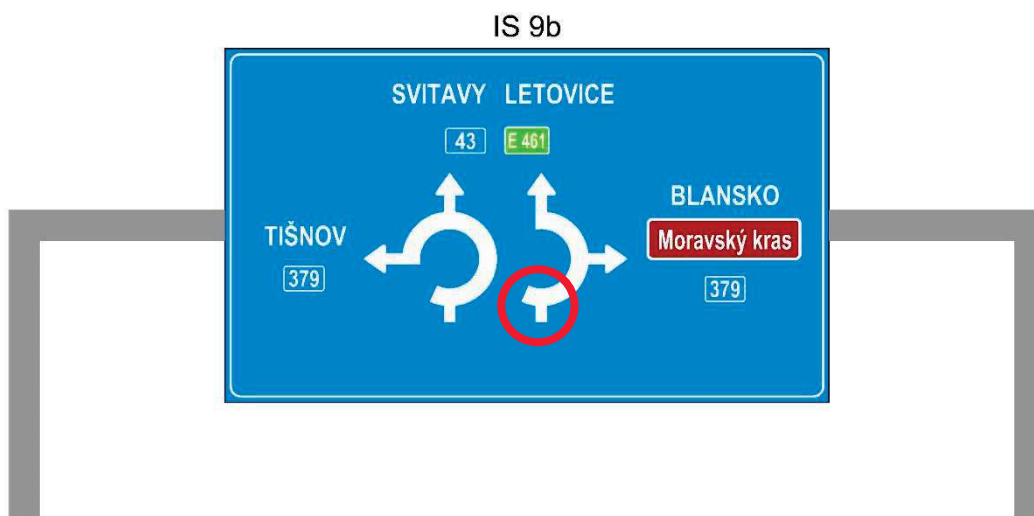 IS 9b
SVITAVY LETOVICE
43 E 461
BLANSKO
TIŠNOV
Moravský kras
379
379